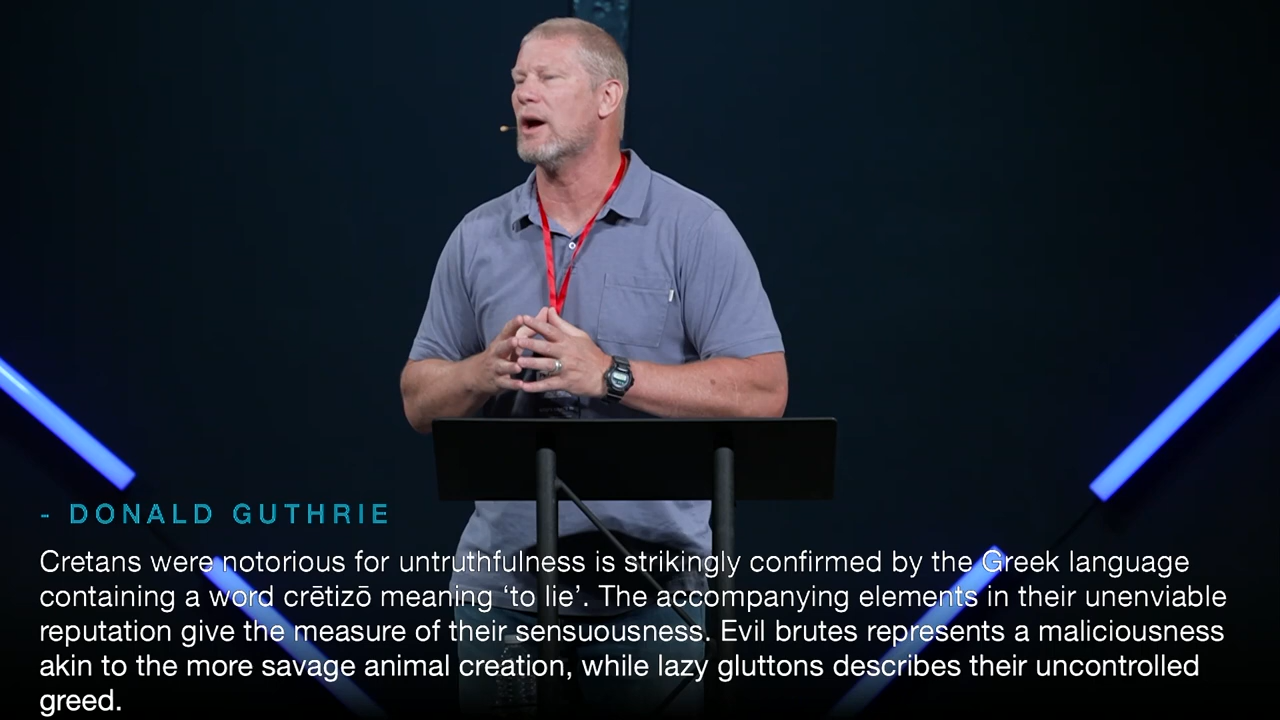 - DONALD GUTHRIE
Cretans were notorious for untruthfulness is strikingly confirmed by the Greek language
containing a word crētizō meaning ‘to lie’. The accompanying elements in their unenviable
reputation give the measure of their sensuousness. Evil brutes represents a maliciousness
akin to the more savage animal creation, while lazy gluttons describes their uncontrolled
greed.